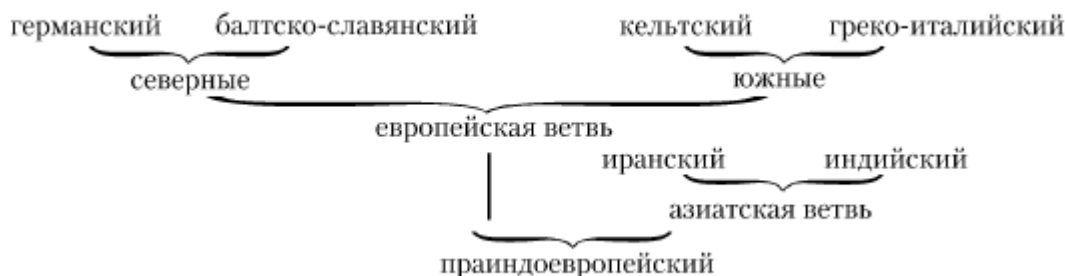 германский балтско-славянский кельтский греко-италийский
северные южные
европейская ветвь
иранский индийский
азиатская ветвь
праиндоевропейский